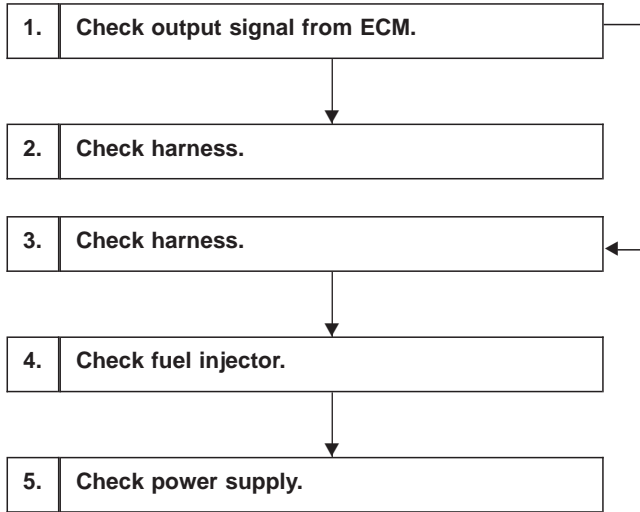 1. Check output signal from ECM.
2. Check harness.
3. Check harness.
4. Check fuel injector.
5. Check power supply.